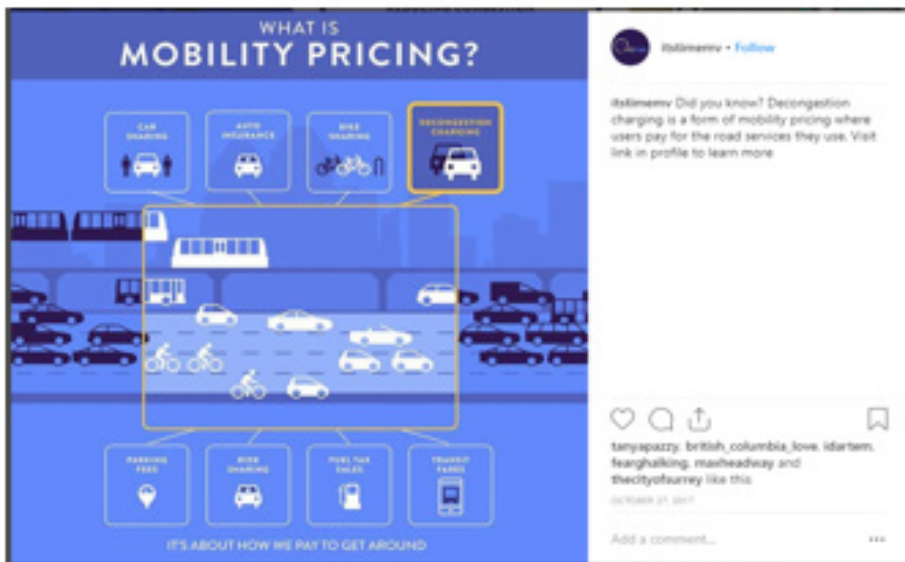 WHAT IS
MOBILITY PRICING?
CAR
SHARING
AUTO
INSURANCE
BIKE
SHARING
DECONGESTION
CHARGING
PARKING
FEES
RIDE
SHARING
FUEL TAX
SALES
TRANSIT
FARES
IT'S ABOUT HOW WE PAY TO GET AROUND
itstimemv • Follow
itstimemv Did you know? Decongestion
charging is a form of mobility pricing where
users pay for the road services they use. Visit
link in profile to learn more
tanyapazzy, british_columbia_love, idartem,
fearghalking, maxheadway and
thecityofsurrey like this
OCTOBER 27, 2017
Add a comment...